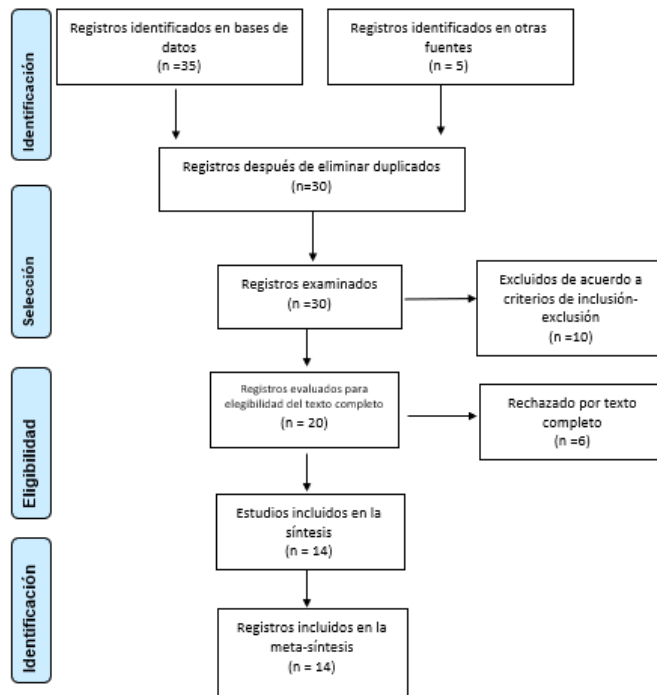 Identificación
Registros identificados en bases de
datos
(n =35)
Registros identificados en otras
fuentes
(n = 5)
Registros después de eliminar duplicados
(n=30)
Selección
Registros examinados
(n =30)
Excluidos de acuerdo a
criterios de inclusión-
exclusión
(n =10)
Eligibilidad
Registros evaluados para
elegibilidad del texto completo
(n = 20)
Rechazado por texto
completo
(n =6)
Estudios incluidos en la
síntesis
(n = 14)
Identificación
Registros incluidos en la
meta-síntesis
(n = 14)